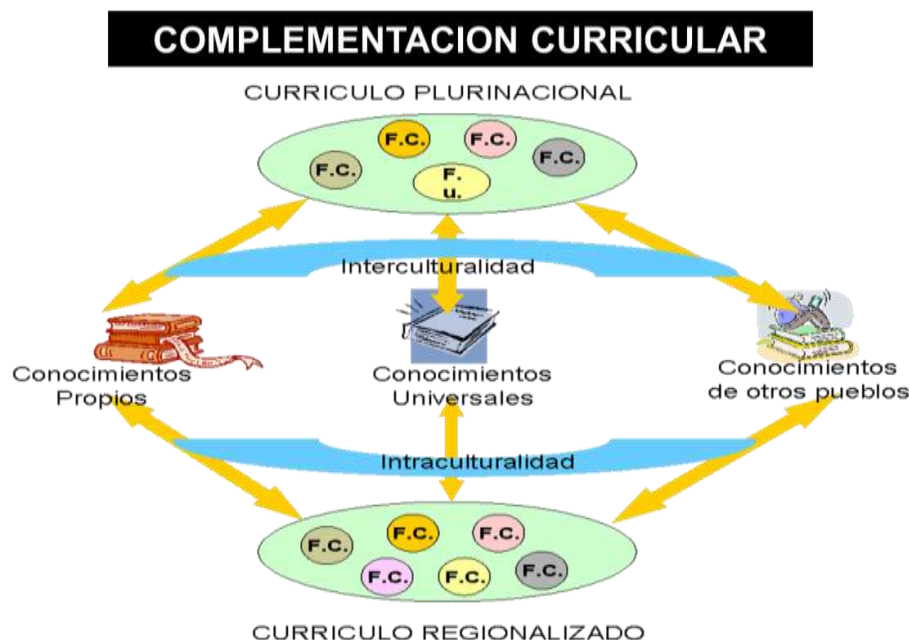 COMPLEMENTACION CURRICULAR
CURRICULO PLURINACIONAL
F.C.
F.C.
F.C.
F.C.
F.
u.
Interculturalidad
Conocimientos
Propios
Conocimientos
Universales
Conocimientos
de otros pueblos
Intraculturalidad
F.C.
F.C.
F.C.
F.C.
F.C.
F.C.
CURRICULO REGIONALIZADO